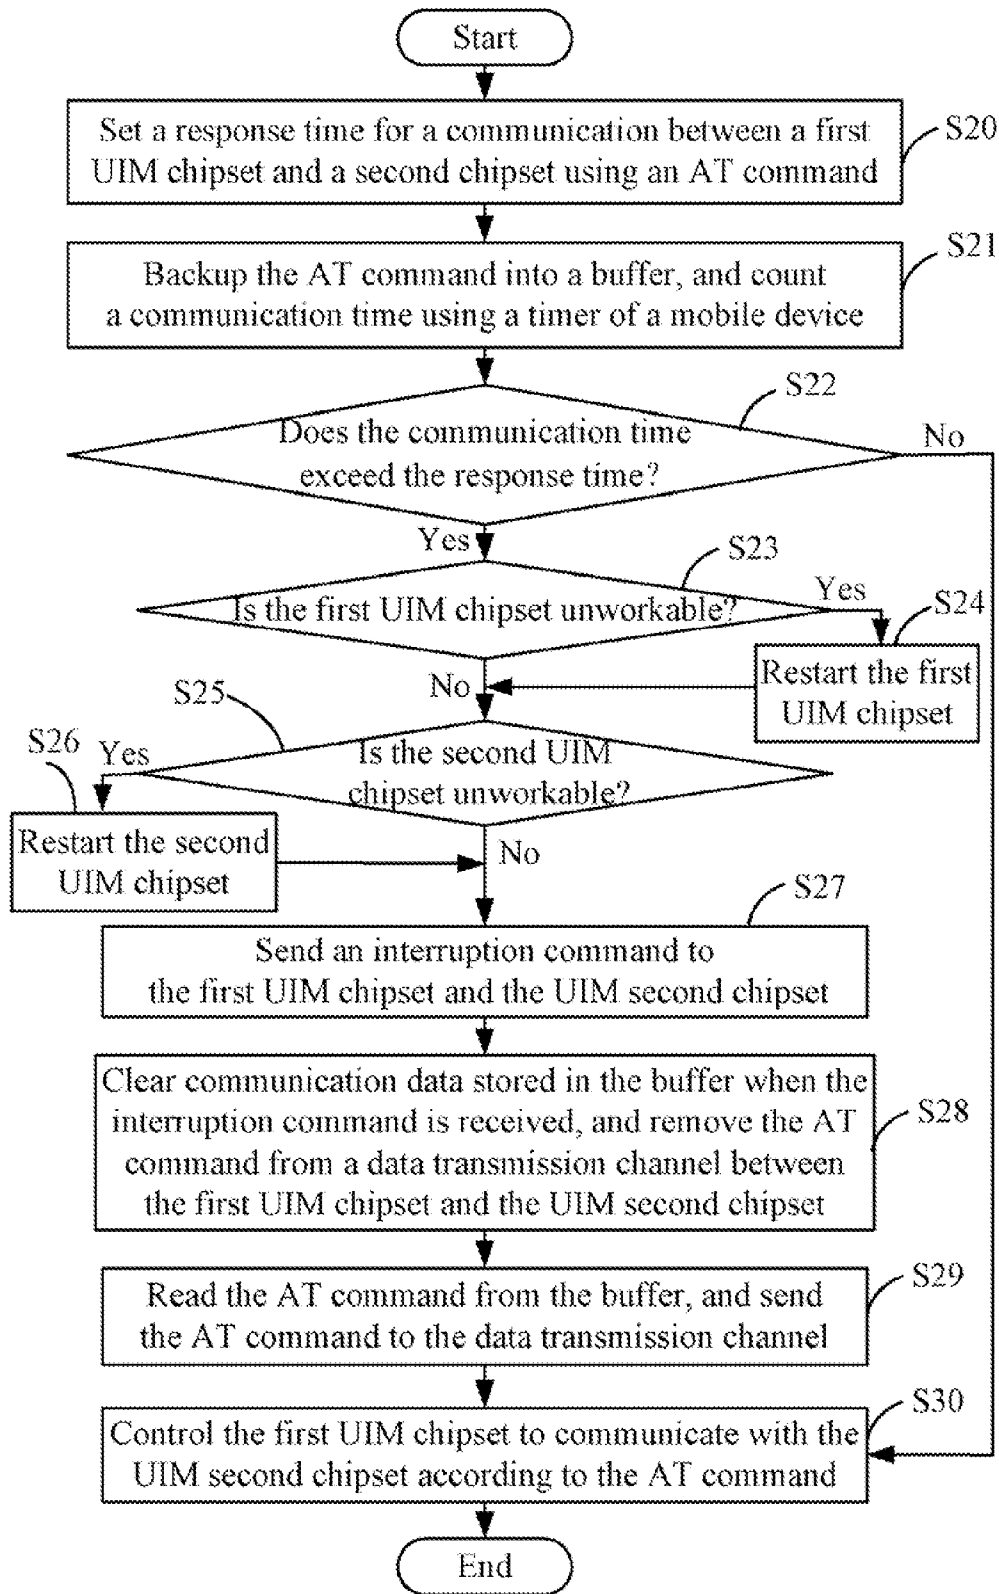 Start
Set a response time for a communication between a first
UIM chipset and a second chipset using an AT command
S20
Backup the AT command into a buffer, and count
a communication time using a timer of a mobile device
S21
S22
Does the communication time
exceed the response time?
No
Yes
S23
Is the first UIM chipset unworkable?
Yes
S24
Restart the first
UIM chipset
No
S25
Is the second UIM
chipset unworkable?
S26
Yes
Restart the second
UIM chipset
No
S27
Send an interruption command to
the first UIM chipset and the UIM second chipset
Clear communication data stored in the buffer when the
interruption command is received, and remove the AT
command from a data transmission channel between
the first UIM chipset and the UIM second chipset
S28
Read the AT command from the buffer, and send
the AT command to the data transmission channel
S29
Control the first UIM chipset to communicate with the
UIM second chipset according to the AT command
S30
End